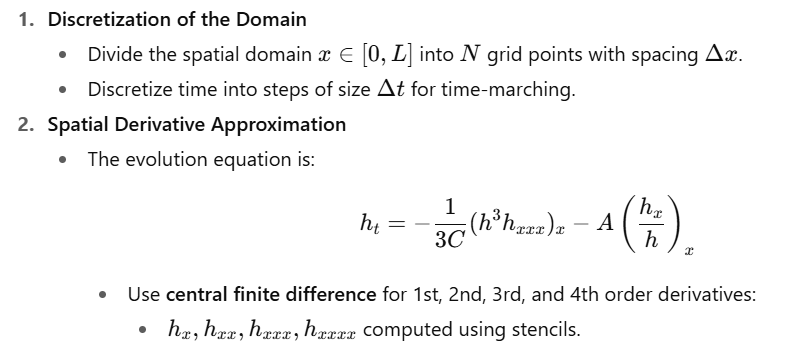 1. Discretization of the Domain
• Divide the spatial domain x ∈ [0, L] into N grid points with spacing Δx.
• Discretize time into steps of size Δt for time-marching.
2. Spatial Derivative Approximation
• The evolution equation is:
h_t = −\frac{1}{3C}(h^3 h_{xxx})_x − A\left(\frac{h_x}{h}\right)_x
• Use central finite difference for 1st, 2nd, 3rd, and 4th order derivatives:
• h_x, h_{xx}, h_{xxx}, h_{xxxx} computed using stencils.